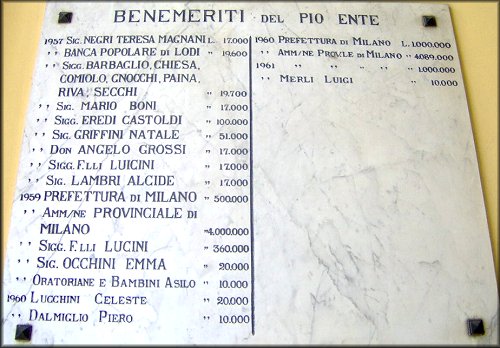 BENEMERITI DEL PIO ENTE
1957 SIG. NEGRI TERESA MAGNANI L. 17.000
" BANCA POPOLARE DI LODI " 19.600
" SIGG. BARBAGLIO, CHIESA,
COMIOLO, GNOCCHI, PAINA,
RIVA, SECCHI " 19.700
" SIG. MARIO BONI " 17.000
" SIGG. EREDI CASTOLDI " 100.000
" SIG. GRIFFINI NATALE " 51.000
" DON ANGELO GROSSI " 17.000
" SIGG. F.LLI LUICINI " 17.000
" SIG. LAMBRI ALCIDE " 17.000
1959 PREFETTURA DI MILANO " 500.000
" AMM/NE PROVINCIALE DI
MILANO " 4.000.000
" SIGG. F.LLI LUCINI " 360.000
" SIG. OCCHINI EMMA " 20.000
" ORATORIANE E BAMBINI ASILO " 10.000
1960 LUCCHINI CELESTE " 20.000
" DALMIGLIO PIERO " 10.000
1960 PREFETTURA DI MILANO L. 1.000.000
" AMM/NE PROV.LE DI MILANO " 4.089.000
1961 " " " " " 1.000.000
" MERLI LUIGI " 10.000